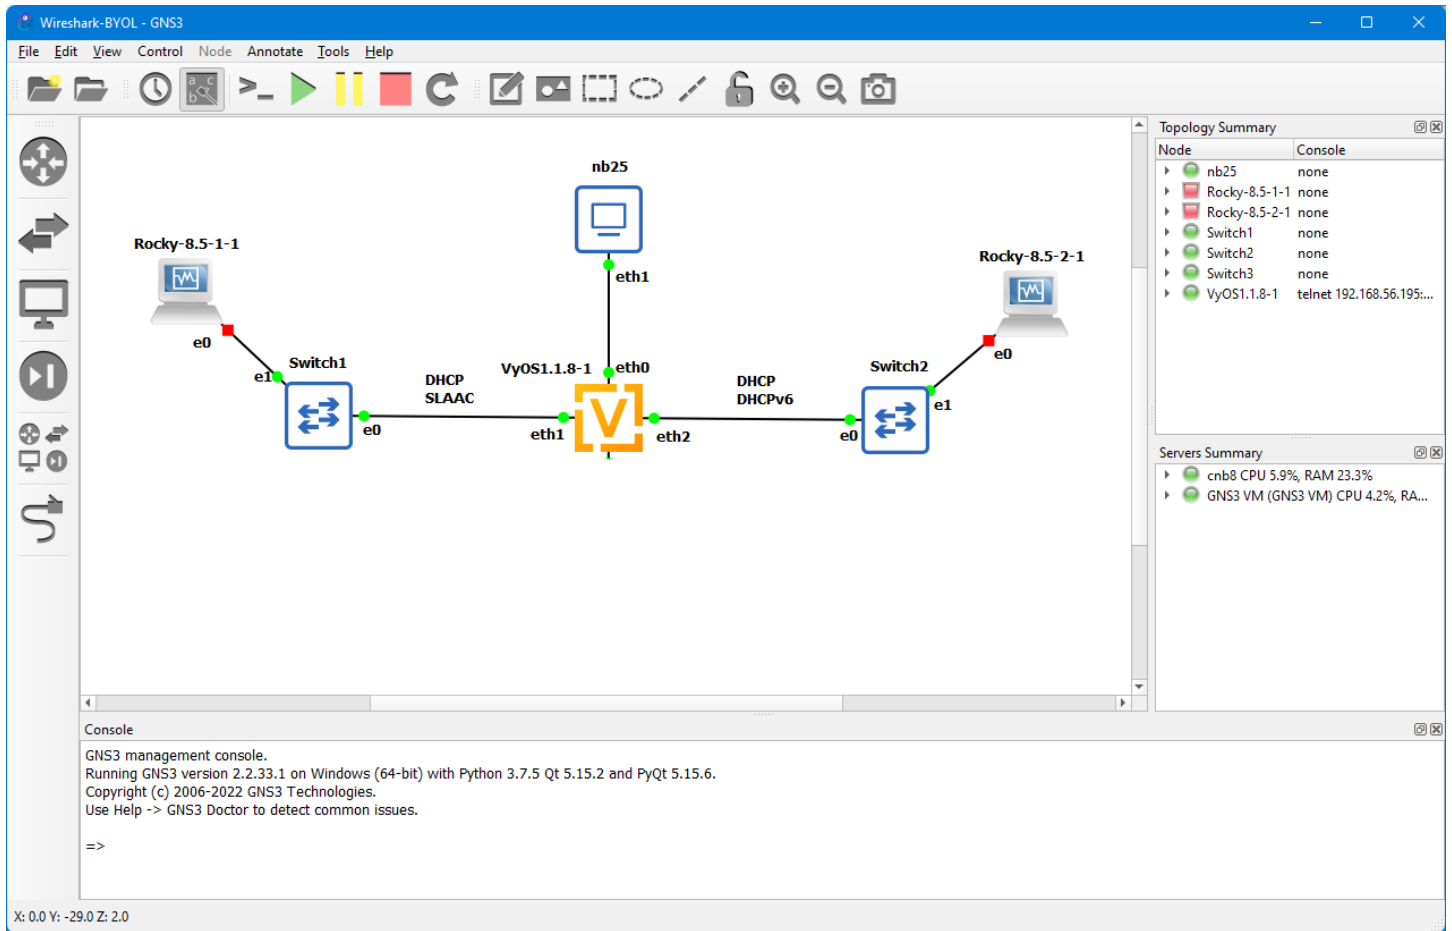 Wireshark-BYOL - GNS3
File Edit View Control Node Annotate Tools Help
nb25
eth1
Rocky-8.5-1-1
e0
Rocky-8.5-2-1
e0
Switch1
e1
e0
DHCP
SLAAC
VyOS1.1.8-1
eth0
eth1
eth2
DHCP
DHCPv6
Switch2
e1
e0
Topology Summary
Node Console
nb25 none
Rocky-8.5-1-1 none
Rocky-8.5-2-1 none
Switch1 none
Switch2 none
Switch3 none
VyOS1.1.8-1 telnet 192.168.56.195:...
Servers Summary
cnb8 CPU 5.9%, RAM 23.3%
GNS3 VM (GNS3 VM) CPU 4.2%, RA...
Console
GNS3 management console.
Running GNS3 version 2.2.33.1 on Windows (64-bit) with Python 3.7.5 Qt 5.15.2 and PyQt 5.15.6.
Copyright (c) 2006-2022 GNS3 Technologies.
Use Help -> GNS3 Doctor to detect common issues.
=>
X: 0.0 Y: -29.0 Z: 2.0